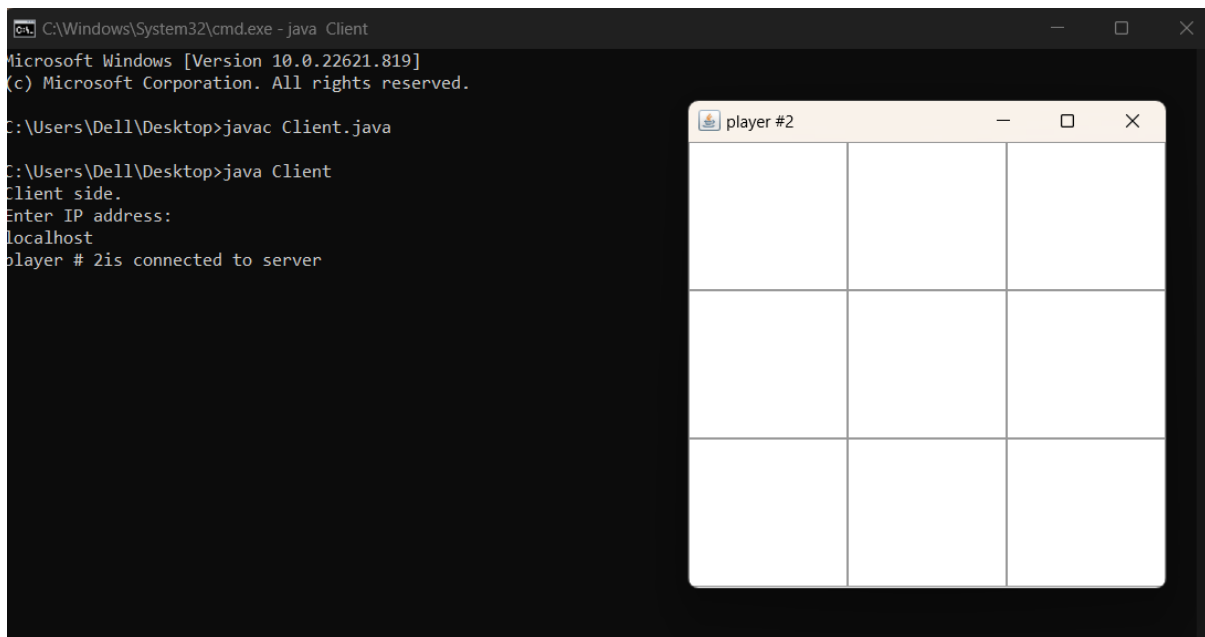 C:\Windows\System32\cmd.exe - java Client
Microsoft Windows [Version 10.0.22621.819]
(c) Microsoft Corporation. All rights reserved.
C:\Users\Dell\Desktop>javac Client.java
C:\Users\Dell\Desktop>java Client
Client side.
Enter IP address:
localhost
player # 2is connected to server
player #2